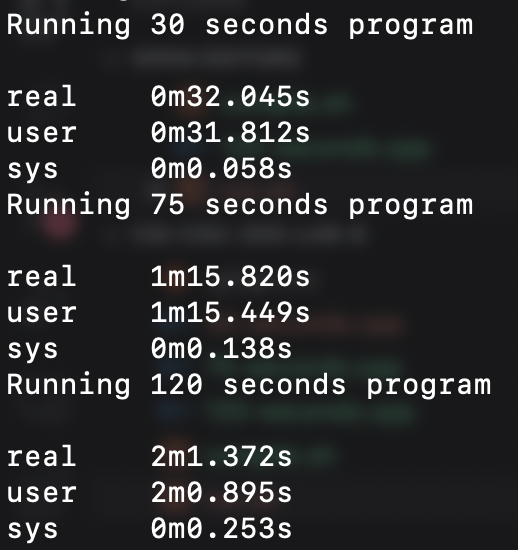 Running 30 seconds program
real 0m32.045s
user 0m31.812s
sys 0m0.058s
Running 75 seconds program
real 1m15.820s
user 1m15.449s
sys 0m0.138s
Running 120 seconds program
real 2m1.372s
user 2m0.895s
sys 0m0.253s